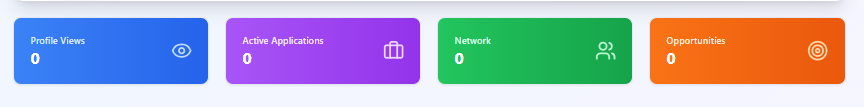 Profile Views
0
Active Applications
0
Network
0
Opportunities
0